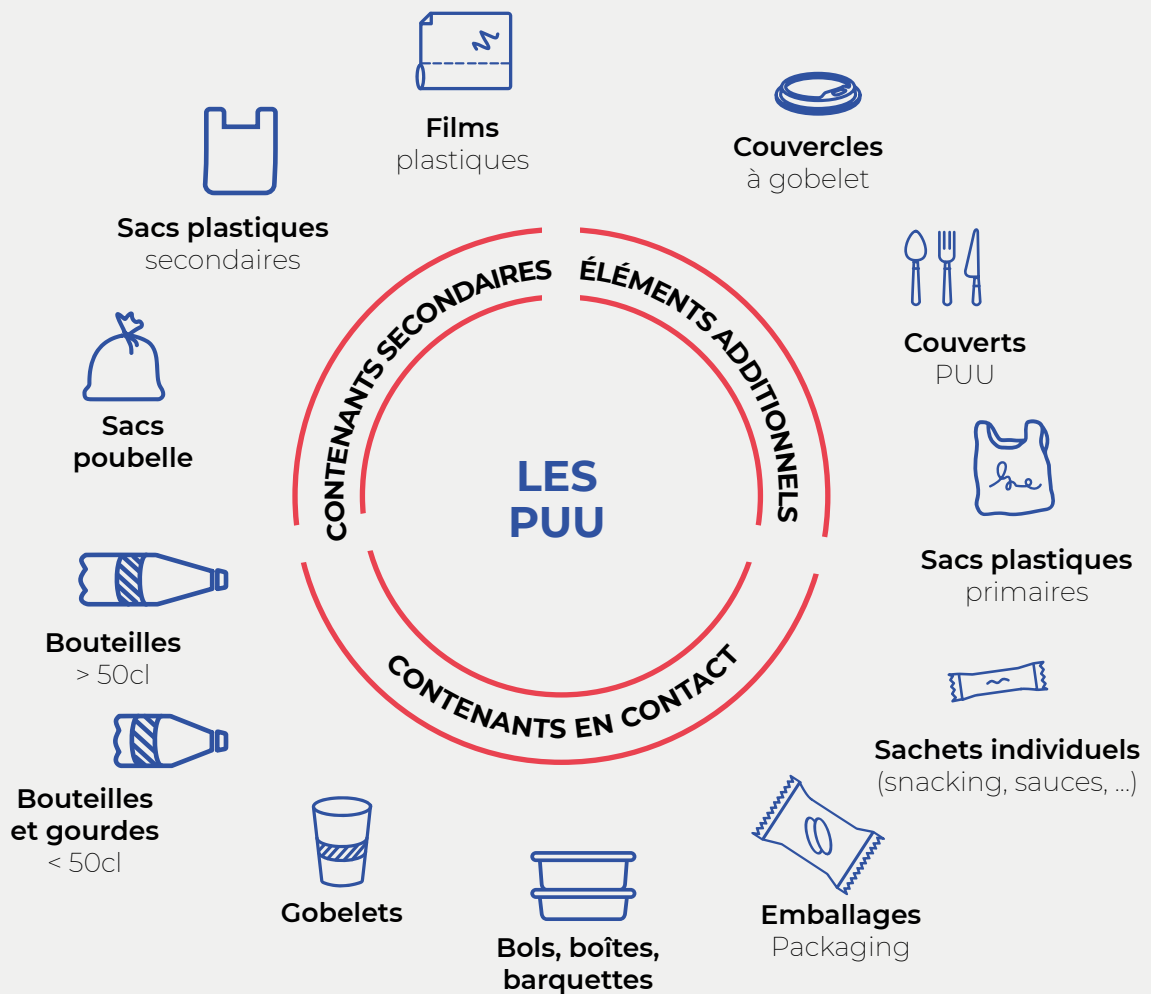 Films
plastiques
Couvercles
à gobelet
Sacs plastiques
secondaires
Couverts
PUU
CONTENANTS SECONDAIRES
ÉLÉMENTS ADDITIONNELS
Sacs
poubelle
LES
PUU
Sacs plastiques
primaires
Bouteilles
> 50cl
CONTENANTS EN CONTACT
Sachets individuels
(snacking, sauces, ...)
Bouteilles
et gourdes
< 50cl
Gobelets
Bols, boîtes,
barquettes
Emballages
Packaging